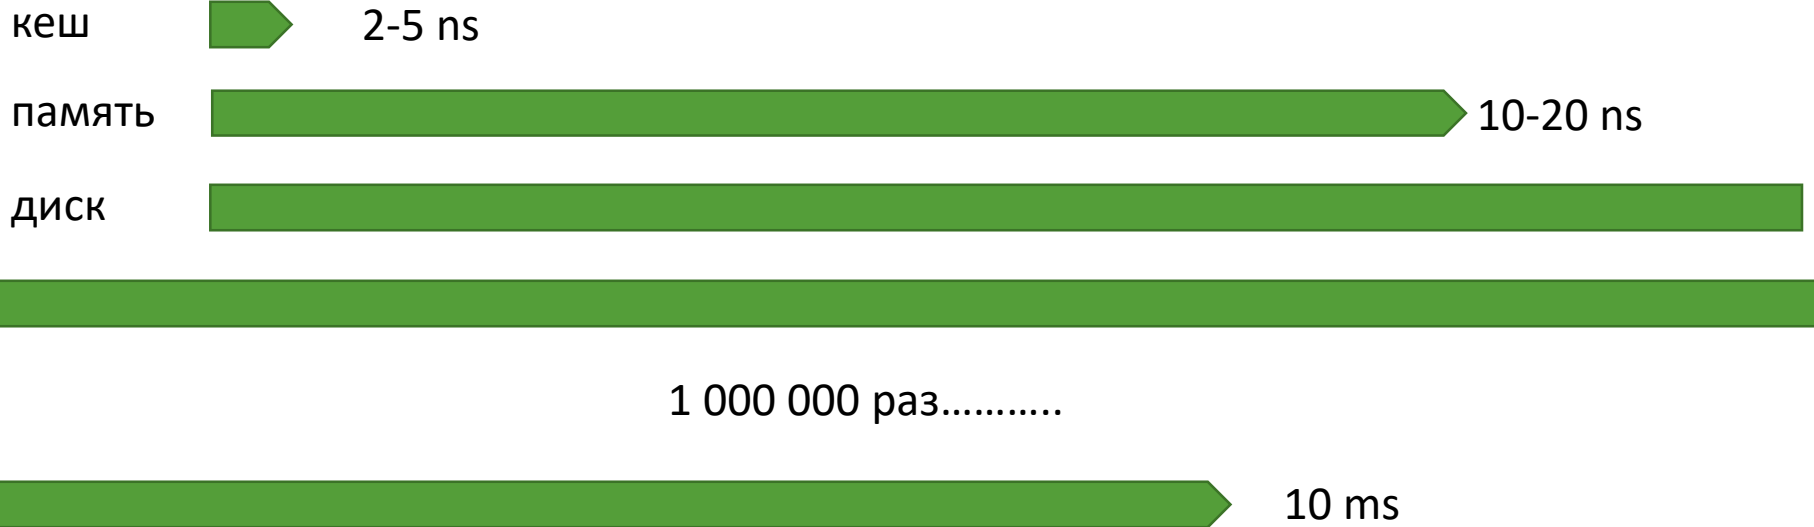 кеш 2-5 ns
память 10-20 ns
диск
1 000 000 раз………..
10 ms